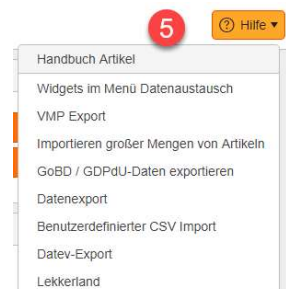 5
Hilfe
Handbuch Artikel
Widgets im Menü Datenaustausch
VMP Export
Importieren großer Mengen von Artikeln
GoBD / GDPdU-Daten exportieren
Datenexport
Benutzerdefinierter CSV Import
Datev-Export
Lekkerland